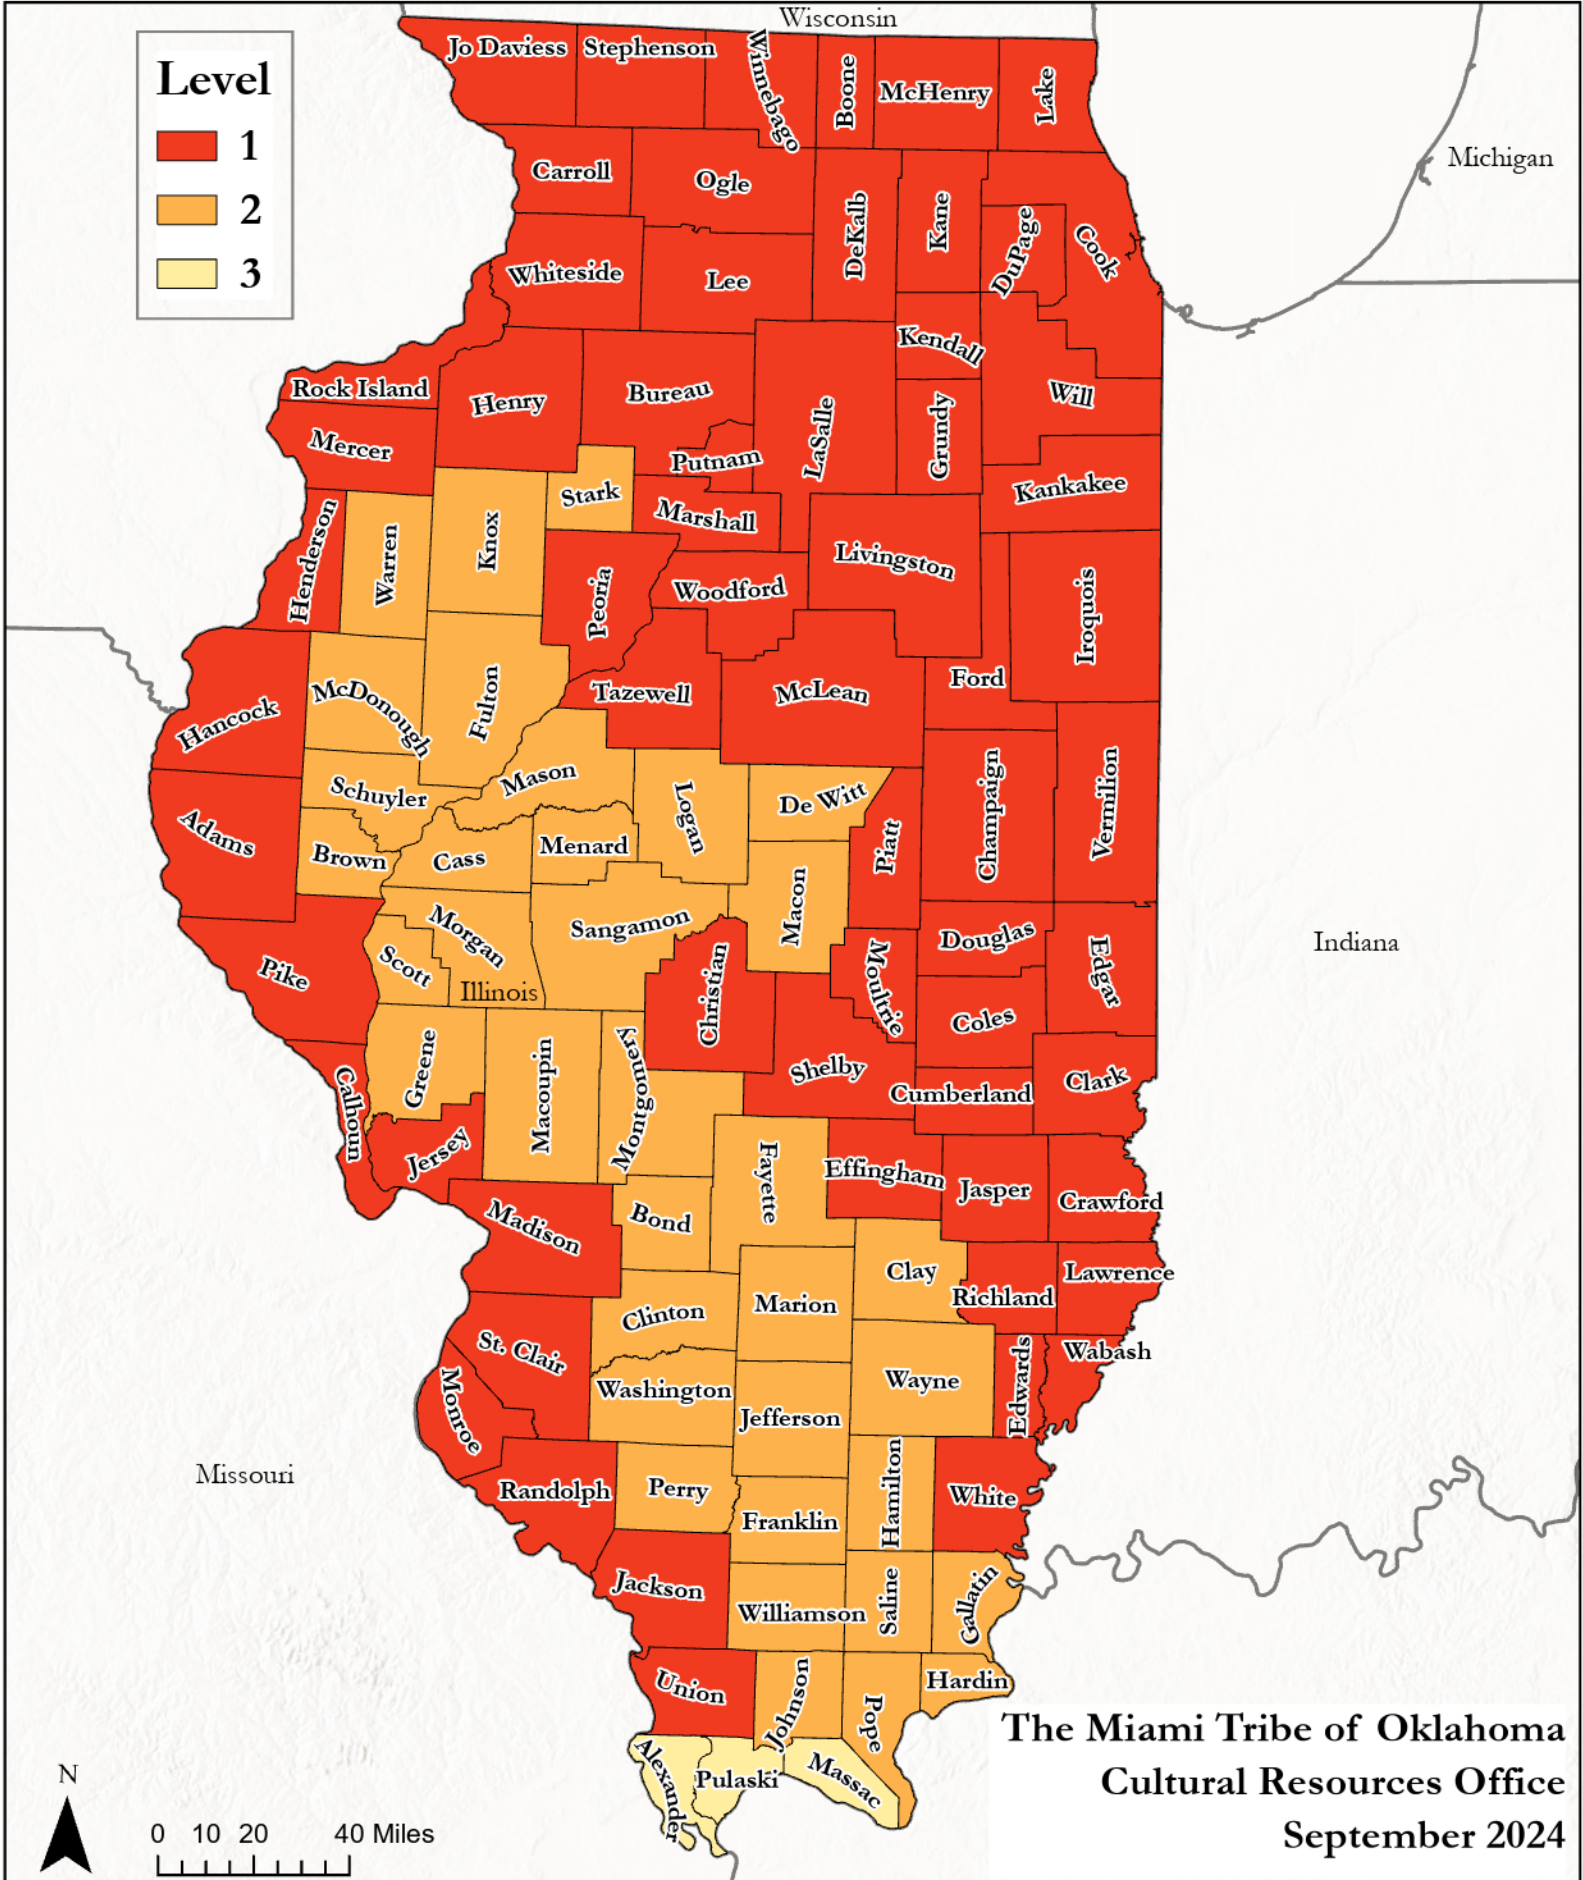 Wisconsin
Level
1
2
3
Michigan
Jo Daviess
Stephenson
Winnebago
Boone
McHenry
Lake
Carroll
Ogle
DeKalb
Kane
DuPage
Cook
Whiteside
Lee
Kendall
Rock Island
Henry
Bureau
LaSalle
Grundy
Will
Mercer
Putnam
Kankakee
Stark
Marshall
Henderson
Warren
Knox
Peoria
Woodford
Livingston
Iroquois
Ford
Hancock
McDonough
Fulton
Tazewell
McLean
Schuyler
Mason
Logan
De Witt
Champaign
Vermilion
Adams
Brown
Cass
Menard
Piatt
Macon
Morgan
Sangamon
Douglas
Edgar
Indiana
Pike
Scott
Illinois
Christian
Moultrie
Coles
Calhoun
Greene
Macoupin
Montgomery
Shelby
Cumberland
Clark
Jersey
Fayette
Effingham
Jasper
Crawford
Madison
Bond
Clay
Richland
Lawrence
St. Clair
Clinton
Marion
Wabash
Monroe
Washington
Jefferson
Wayne
Edwards
Missouri
Randolph
Perry
Franklin
Hamilton
White
Jackson
Williamson
Saline
Gallatin
Union
Johnson
Pope
Hardin
Alexander
Pulaski
Massac
The Miami Tribe of Oklahoma
Cultural Resources Office
September 2024
N
0 10 20 40 Miles